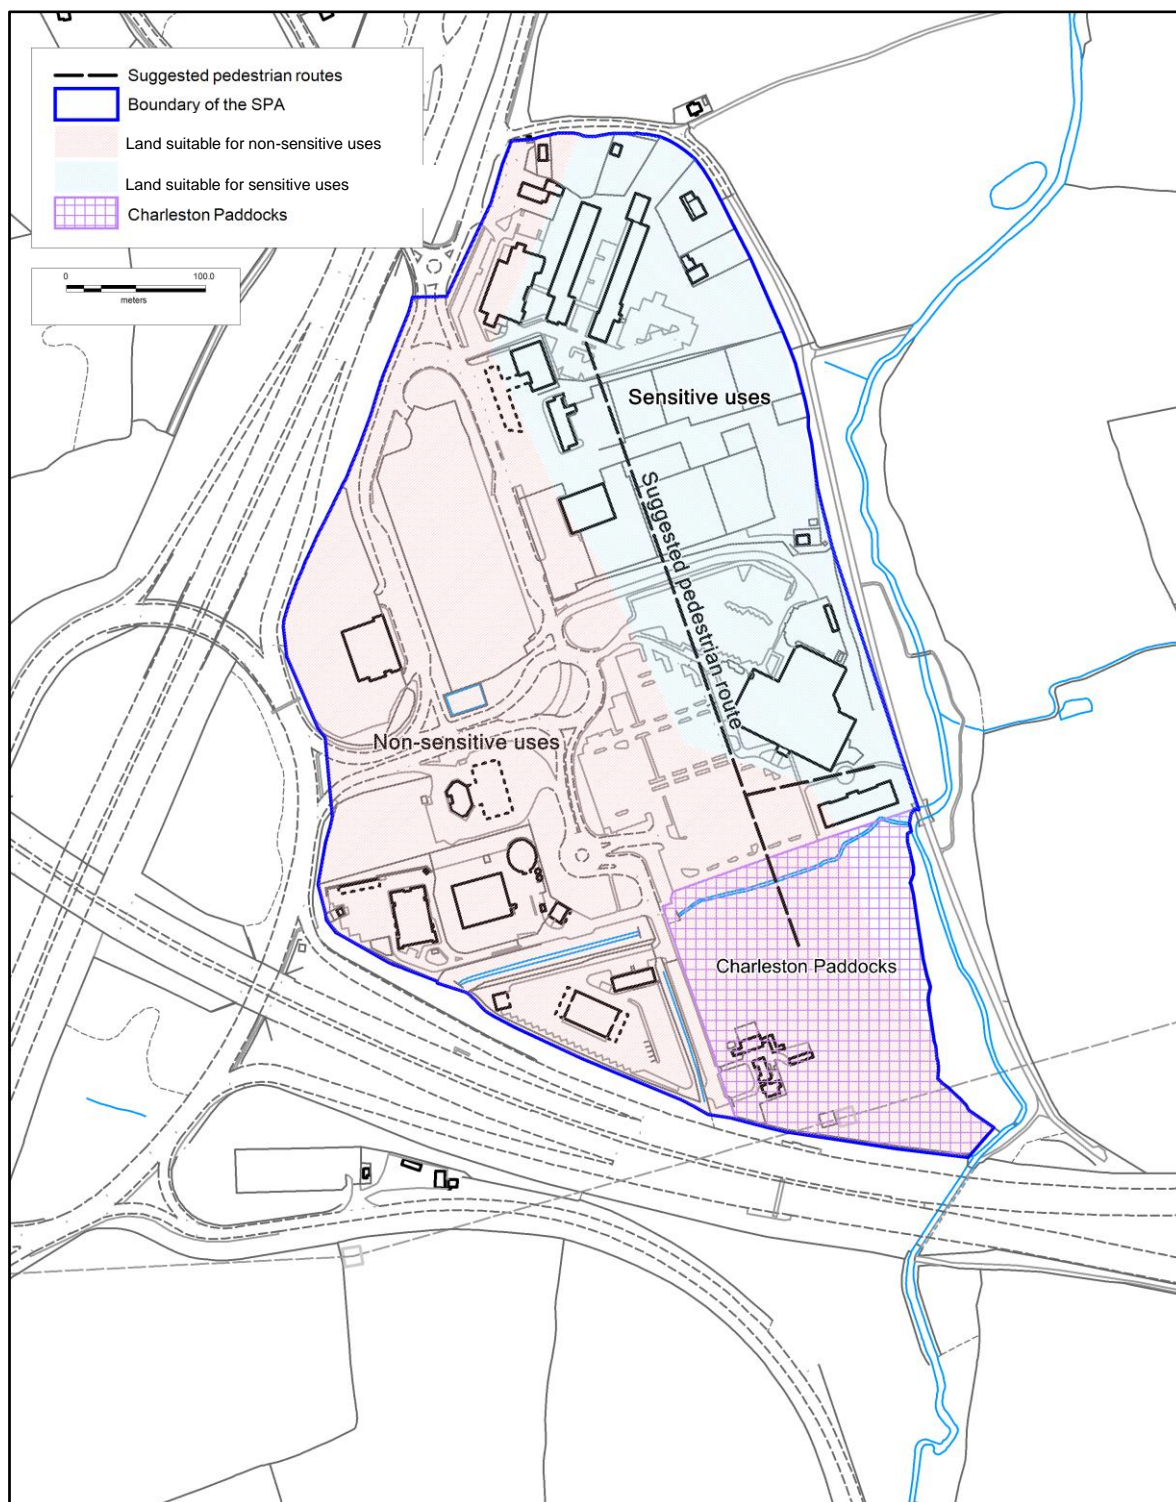 Suggested pedestrian routes
Boundary of the SPA
Land suitable for non-sensitive uses
Land suitable for sensitive uses
Charleston Paddocks
0 100.0
meters
Sensitive uses
Suggested pedestrian route
Non-sensitive uses
Charleston Paddocks